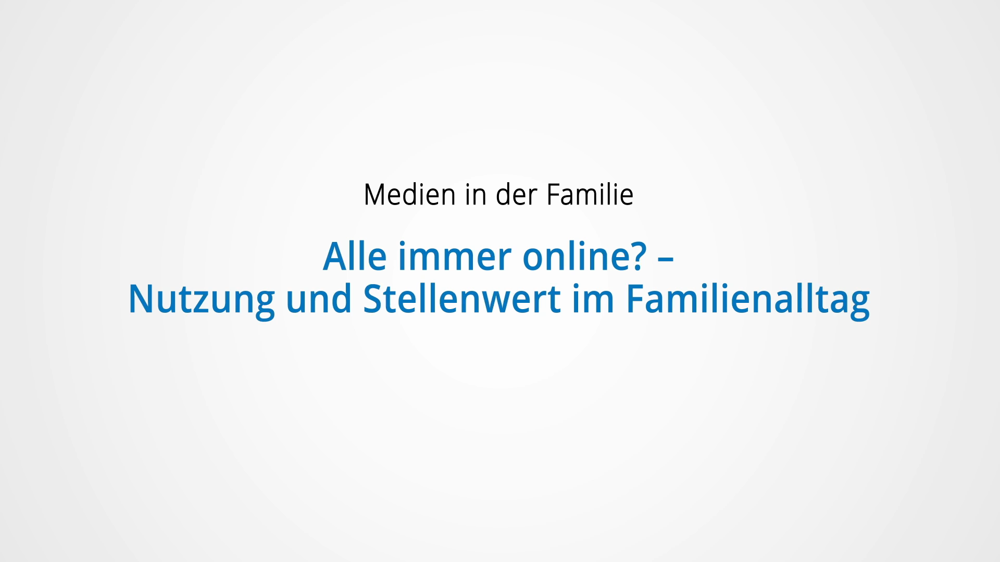 Medien in der Familie
Alle immer online? –
Nutzung und Stellenwert im Familienalltag